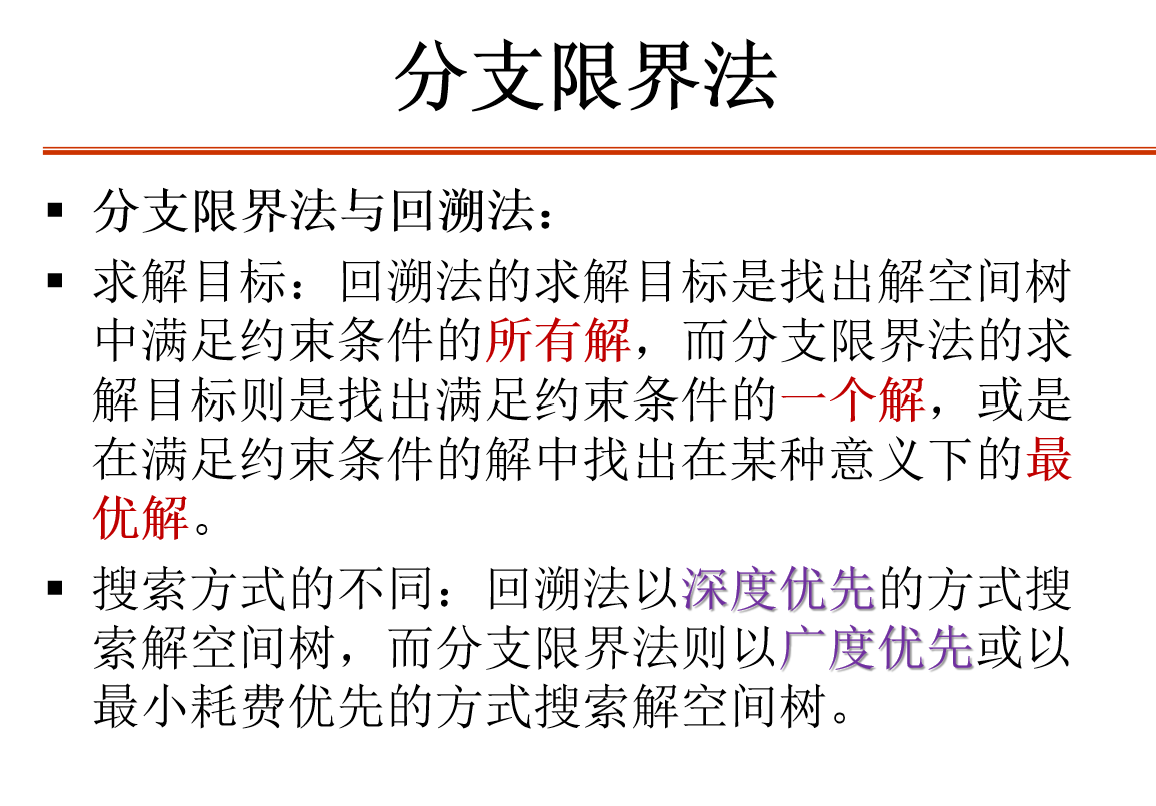 分支限界法
▪ 分支限界法与回溯法：
▪ 求解目标：回溯法的求解目标是找出解空间树
中满足约束条件的所有解，而分支限界法的求
解目标则是找出满足约束条件的一个解，或是
在满足约束条件的解中找出在某种意义下的最
优解。
▪ 搜索方式的不同：回溯法以深度优先的方式搜
索解空间树，而分支限界法则以广度优先或以
最小耗费优先的方式搜索解空间树。